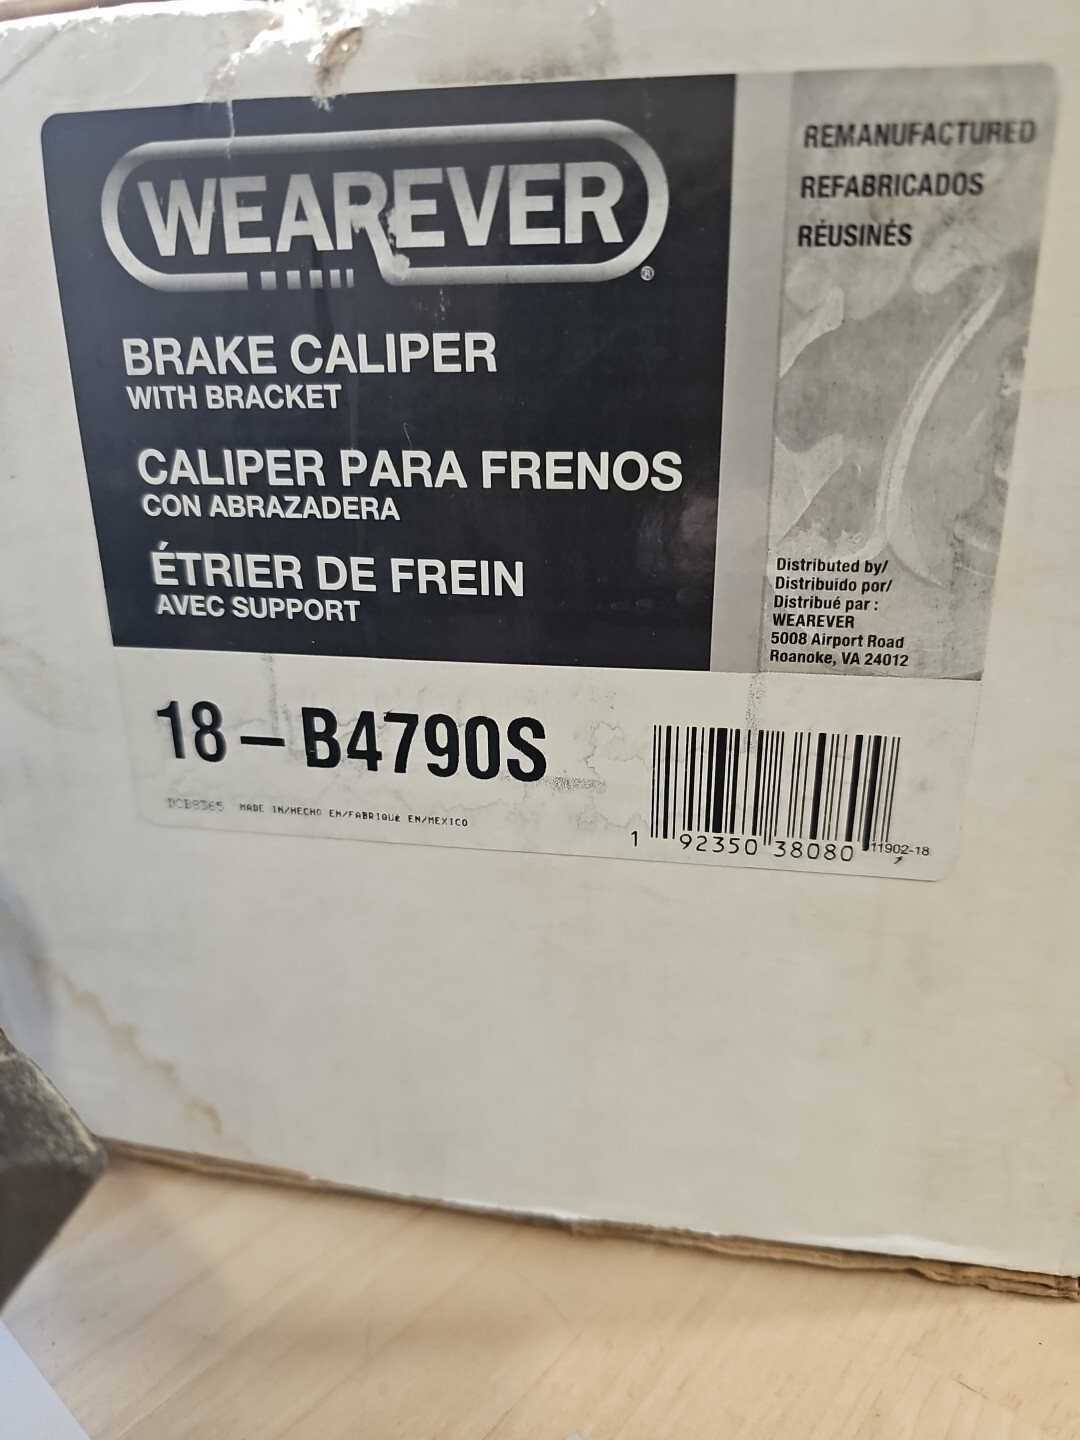 WEAREVER
®
BRAKE CALIPER
WITH BRACKET
CALIPER PARA FRENOS
CON ABRAZADERA
ÉTRIER DE FREIN
AVEC SUPPORT
REMANUFACTURED
REFABRICADOS
RÉUSINÉS
Distributed by/
Distribuido por/
Distribué par :
WEAREVER
5008 Airport Road
Roanoke, VA 24012
18-B4790S
DCB8365 MADE IN/HECHO EN/FABRIQUE EN/MEXICO
1 92350 38080
11902-18